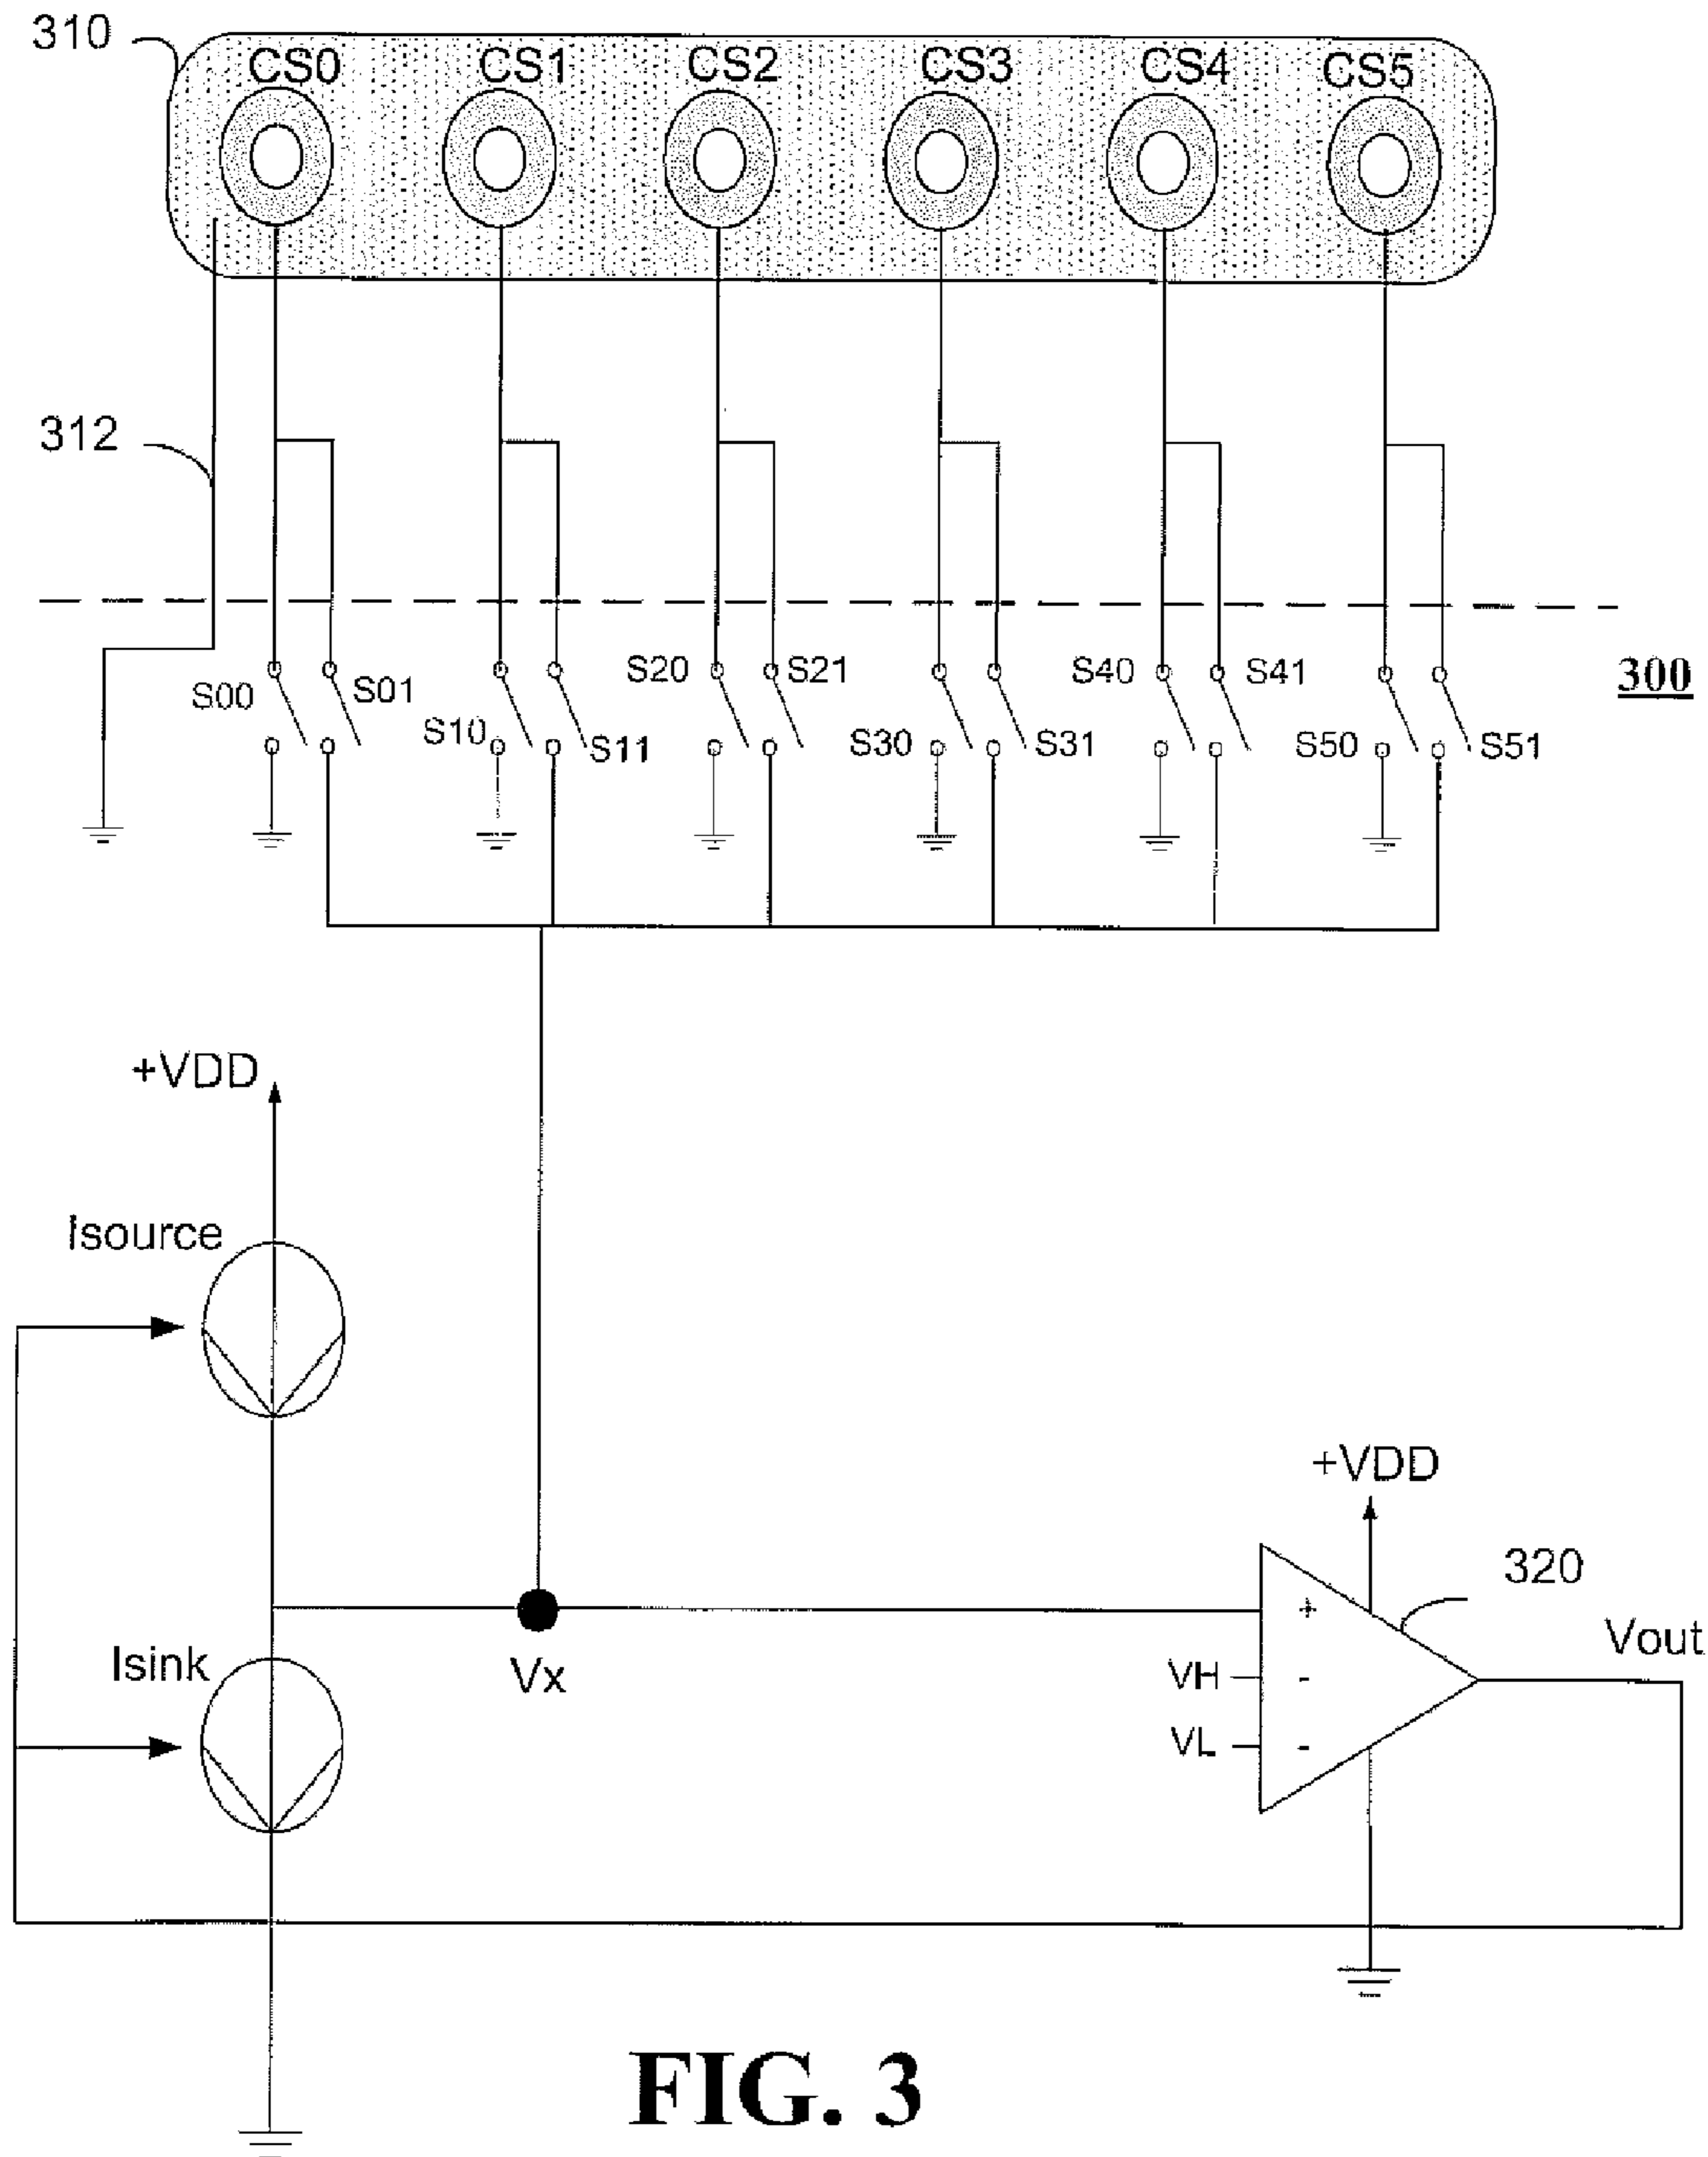 310
CS0 CS1 CS2 CS3 CS4 CS5
312
S00 S01 S10 S11 S20 S21 S30 S31 S40 S41 S50 S51
300
+VDD
Isource
+VDD
320
+
Vout
Isink
Vx
VH -
VL -
FIG. 3